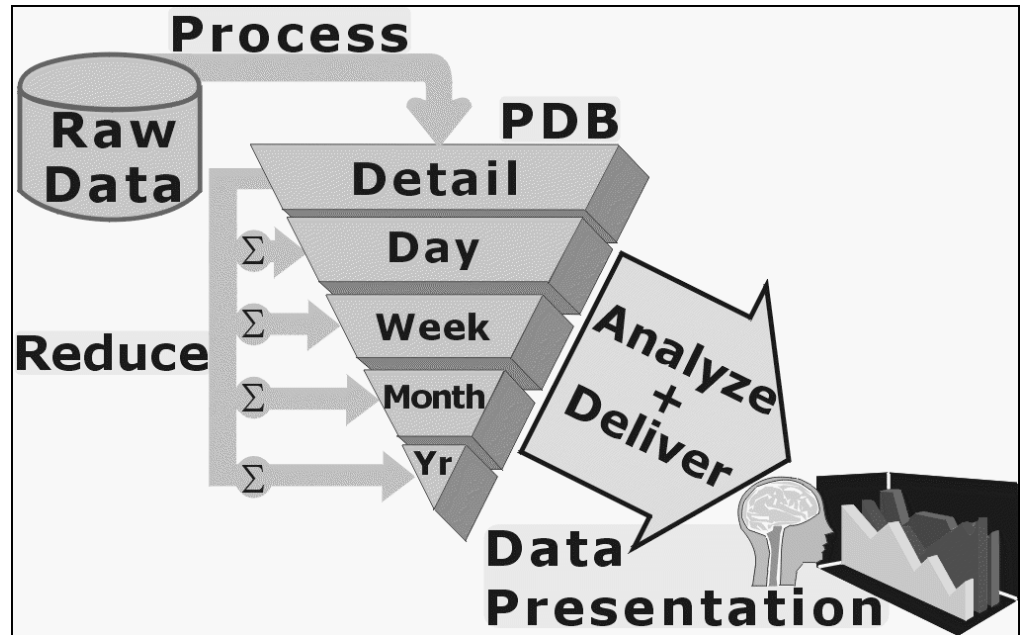 Process
Raw
Data
PDB
Detail
Σ
Day
Σ
Week
Reduce
Σ
Month
Σ
Yr
Analyze
+
Deliver
Data
Presentation